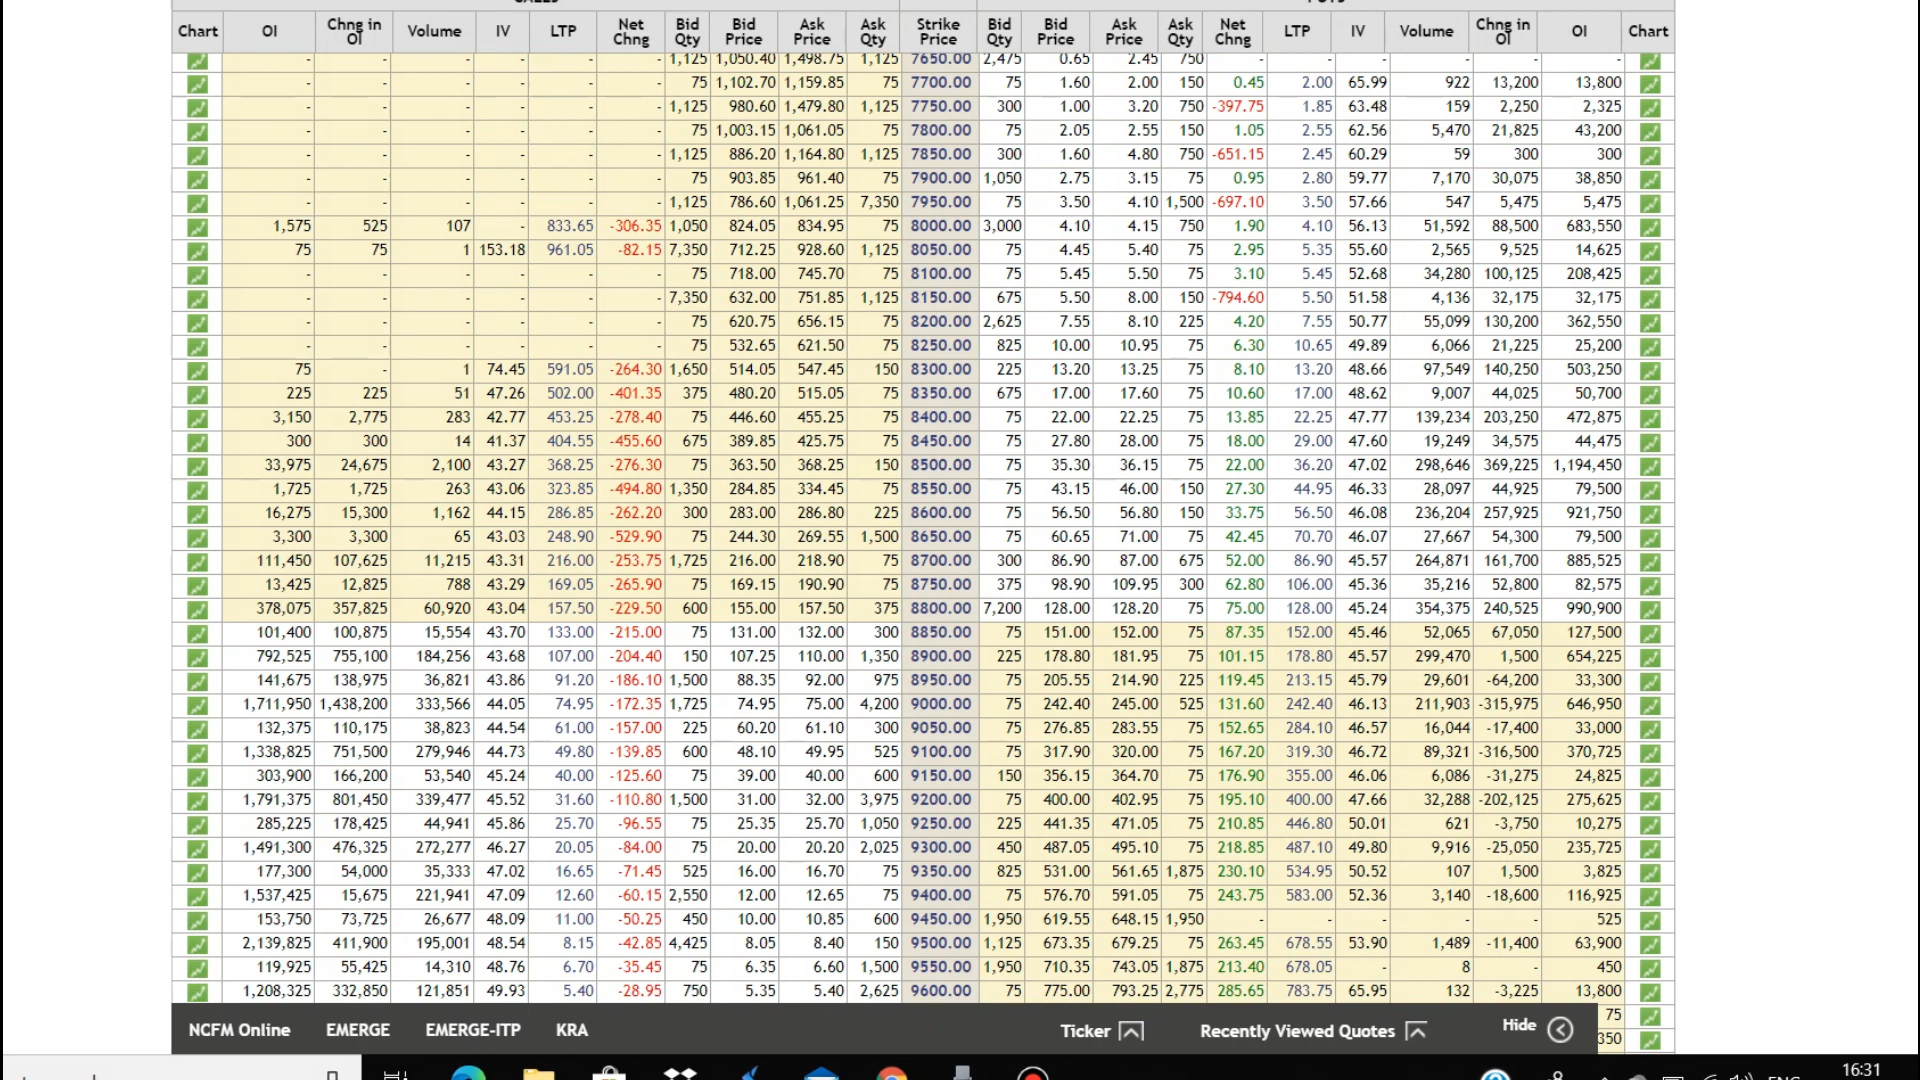 Chart OI Chng in OI Volume IV LTP Net Chng Bid Qty Bid Price Ask Price Ask Qty Strike Price Bid Qty Bid Price Ask Price Ask Qty Net Chng LTP IV Volume Chng in OI OI Chart
- - - - - - 1,125 1,050.40 1,498.75 1,125 7650.00 2,475 0.65 2.45 750 - - - - - -
- - - - - - 75 1,102.70 1,159.85 75 7700.00 75 1.60 2.00 150 0.45 2.00 65.99 922 13,200 13,800
- - - - - - 1,125 980.60 1,479.80 1,125 7750.00 300 1.00 3.20 750 -397.75 1.85 63.48 159 2,250 2,325
- - - - - - 75 1,003.15 1,061.05 75 7800.00 75 2.05 2.55 150 1.05 2.55 62.56 5,470 21,825 43,200
- - - - - - 1,125 886.20 1,164.80 1,125 7850.00 300 1.60 4.80 750 -651.15 2.45 60.29 59 300 300
- - - - - - 75 903.85 961.40 75 7900.00 1,050 2.75 3.15 75 0.95 2.80 59.77 7,170 30,075 38,850
- - - - - - 1,125 786.60 1,061.25 7,350 7950.00 75 3.50 4.10 1,500 -697.10 3.50 57.66 547 5,475 5,475
1,575 525 107 - 833.65 -306.35 1,050 824.05 834.95 75 8000.00 3,000 4.10 4.15 750 1.90 4.10 56.13 51,592 88,500 683,550
75 75 1 153.18 961.05 -82.15 7,350 712.25 928.60 1,125 8050.00 75 4.45 5.40 75 2.95 5.35 55.60 2,565 9,525 14,625
- - - - - - 75 718.00 745.70 75 8100.00 75 5.45 5.50 75 3.10 5.45 52.68 34,280 100,125 208,425
- - - - - - 7,350 632.00 751.85 1,125 8150.00 675 5.50 8.00 150 -794.60 5.50 51.58 4,136 32,175 32,175
- - - - - - 75 620.75 656.15 75 8200.00 2,625 7.55 8.10 225 4.20 7.55 50.77 55,099 130,200 362,550
- - - - - - 75 532.65 621.50 75 8250.00 825 10.00 10.95 75 6.30 10.65 49.89 6,066 21,225 25,200
75 - 1 74.45 591.05 -264.30 1,650 514.05 547.45 150 8300.00 225 13.20 13.25 75 8.10 13.20 48.66 97,549 140,250 503,250
225 225 51 47.26 502.00 -401.35 375 480.20 515.05 75 8350.00 675 17.00 17.60 75 10.60 17.00 48.62 9,007 44,025 50,700
3,150 2,775 283 42.77 453.25 -278.40 75 446.60 455.25 75 8400.00 75 22.00 22.25 75 13.85 22.25 47.77 139,234 203,250 472,875
300 300 14 41.37 404.55 -455.60 675 389.85 425.75 75 8450.00 75 27.80 28.00 75 18.00 29.00 47.60 19,249 34,575 44,475
33,975 24,675 2,100 43.27 368.25 -276.30 75 363.50 368.25 150 8500.00 75 35.30 36.15 75 22.00 36.20 47.02 298,646 369,225 1,194,450
1,725 1,725 263 43.06 323.85 -494.80 1,350 284.85 334.45 75 8550.00 75 43.15 46.00 150 27.30 44.95 46.33 28,097 44,925 79,500
16,275 15,300 1,162 44.15 286.85 -262.20 300 283.00 286.80 225 8600.00 75 56.50 56.80 150 33.75 56.50 46.08 236,204 257,925 921,750
3,300 3,300 65 43.03 248.90 -529.90 75 244.30 269.55 1,500 8650.00 75 60.65 71.00 75 42.45 70.70 46.07 27,667 54,300 79,500
111,450 107,625 11,215 43.31 216.00 -253.75 1,725 216.00 218.90 75 8700.00 300 86.90 87.00 675 52.00 86.90 45.57 264,871 161,700 885,525
13,425 12,825 788 43.29 169.05 -265.90 75 169.15 190.90 75 8750.00 375 98.90 109.95 300 62.80 106.00 45.36 35,216 52,800 82,575
378,075 357,825 60,920 43.04 157.50 -229.50 600 155.00 157.50 375 8800.00 7,200 128.00 128.20 75 75.00 128.00 45.24 354,375 240,525 990,900
101,400 100,875 15,554 43.70 133.00 -215.00 75 131.00 132.00 300 8850.00 75 151.00 152.00 75 87.35 152.00 45.46 52,065 67,050 127,500
792,525 755,100 184,256 43.68 107.00 -204.40 150 107.25 110.00 1,350 8900.00 225 178.80 181.95 75 101.15 178.80 45.57 299,470 1,500 654,225
141,675 138,975 36,821 43.86 91.20 -186.10 1,500 88.35 92.00 975 8950.00 75 205.55 214.90 225 119.45 213.15 45.79 29,601 -64,200 33,300
1,711,950 1,438,200 333,566 44.05 74.95 -172.35 1,725 74.95 75.00 4,200 9000.00 75 242.40 245.00 525 131.60 242.40 46.13 211,903 -315,975 646,950
132,375 110,175 38,823 44.54 61.00 -157.00 225 60.20 61.10 300 9050.00 75 276.85 283.55 75 152.65 284.10 46.57 16,044 -17,400 33,000
1,338,825 751,500 279,946 44.73 49.80 -139.85 600 48.10 49.95 525 9100.00 75 317.90 320.00 75 167.20 319.30 46.72 89,321 -316,500 370,725
303,900 166,200 53,540 45.24 40.00 -125.60 75 39.00 40.00 600 9150.00 150 356.15 364.70 75 176.90 355.00 46.06 6,086 -31,275 24,825
1,791,375 801,450 339,477 45.52 31.60 -110.80 1,500 31.00 32.00 3,975 9200.00 75 400.00 402.95 75 195.10 400.00 47.66 32,288 -202,125 275,625
285,225 178,425 44,941 45.86 25.70 -96.55 75 25.35 25.70 1,050 9250.00 225 441.35 471.05 75 210.85 446.80 50.01 621 -3,750 10,275
1,491,300 476,325 272,277 46.27 20.05 -84.00 75 20.00 20.20 2,025 9300.00 450 487.05 495.10 75 218.85 487.10 49.80 9,916 -25,050 235,725
177,300 54,000 35,333 47.02 16.65 -71.45 525 16.00 16.70 75 9350.00 825 531.00 561.65 1,875 230.10 534.95 50.52 107 1,500 3,825
1,537,425 15,675 221,941 47.09 12.60 -60.15 2,550 12.00 12.65 75 9400.00 75 576.70 591.05 75 243.75 583.00 52.36 3,140 -18,600 116,925
153,750 73,725 26,677 48.09 11.00 -50.25 450 10.00 10.85 600 9450.00 1,950 619.55 648.15 1,950 - - - - - 525
2,139,825 411,900 195,001 48.54 8.15 -42.85 4,425 8.05 8.40 150 9500.00 1,125 673.35 679.25 75 263.45 678.55 53.90 1,489 -11,400 63,900
119,925 55,425 14,310 48.76 6.70 -35.45 75 6.35 6.60 1,500 9550.00 1,950 710.35 743.05 1,875 213.40 678.05 - 8 - 450
1,208,325 332,850 121,851 49.93 5.40 -28.95 750 5.35 5.40 2,625 9600.00 75 775.00 793.25 2,775 285.65 783.75 65.95 132 -3,225 13,800
75
350
NCFM Online EMERGE EMERGE-ITP KRA Ticker Recently Viewed Quotes Hide
16:31